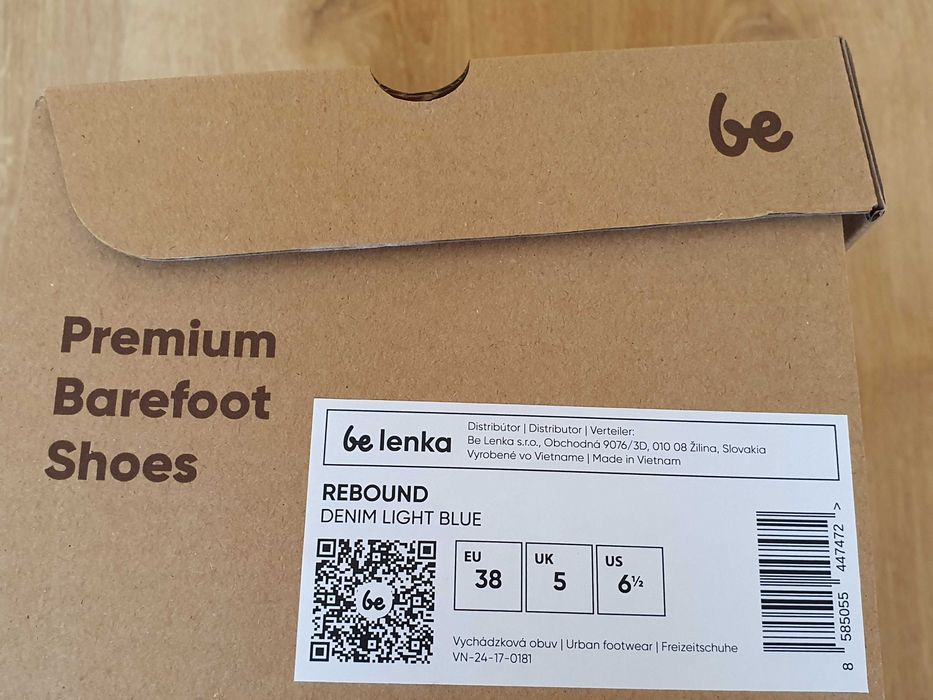 be
Premium
Barefoot
Shoes
be lenka
Distribútor | Distributor | Verteiler:
Be Lenka s.r.o., Obchodná 9076/3D, 010 08 Žilina, Slovakia
Vyrobené vo Vietname | Made in Vietnam
REBOUND
DENIM LIGHT BLUE
be
EU
38
UK
5
US
6½
Vychádzková obuv | Urban footwear | Freizeitschuhe
VN-24-17-0181
8 585055 447472 >